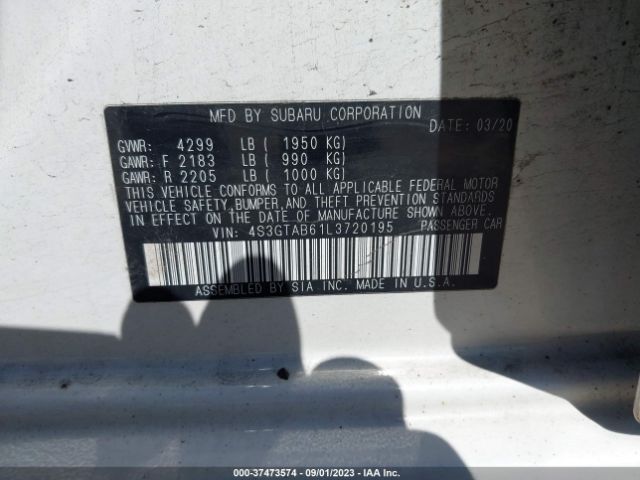 MFD BY SUBARU CORPORATION
DATE: 03/20
GVWR: 4299 LB ( 1950 KG)
GAWR: F 2183 LB ( 990 KG)
GAWR: R 2205 LB ( 1000 KG)
THIS VEHICLE CONFORMS TO ALL APPLICABLE FEDERAL MOTOR
VEHICLE SAFETY,BUMPER,AND THEFT PREVENTION STANDARDS
IN EFFECT ON THE DATE OF MANUFACTURE SHOWN ABOVE.
VIN: 4S3GTAB61L3720195 PASSENGER CAR
ASSEMBLED BY SIA INC. MADE IN U.S.A.
00-37473574 / 09/01/2023 - IAA Inc.